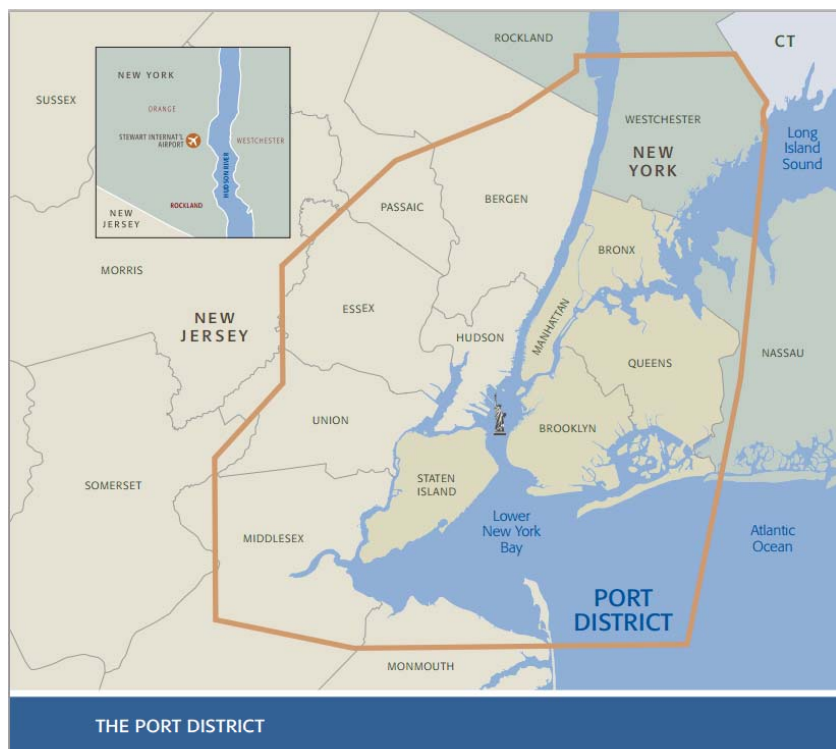 ROCKLAND
CT
NEW YORK
SUSSEX
ORANGE
STEWART INTERNAT'S
AIRPORT
WESTCHESTER
HUDSON RIVER
ROCKLAND
NEW
JERSEY
WESTCHESTER
NEW
YORK
Long
Island
Sound
PASSAIC
BERGEN
BRONX
MORRIS
NEW
JERSEY
ESSEX
HUDSON
MANHATTAN
QUEENS
NASSAU
UNION
BROOKLYN
SOMERSET
STATEN
ISLAND
MIDDLESEX
Lower
New York
Bay
Atlantic
Ocean
PORT
DISTRICT
MONMOUTH
THE PORT DISTRICT